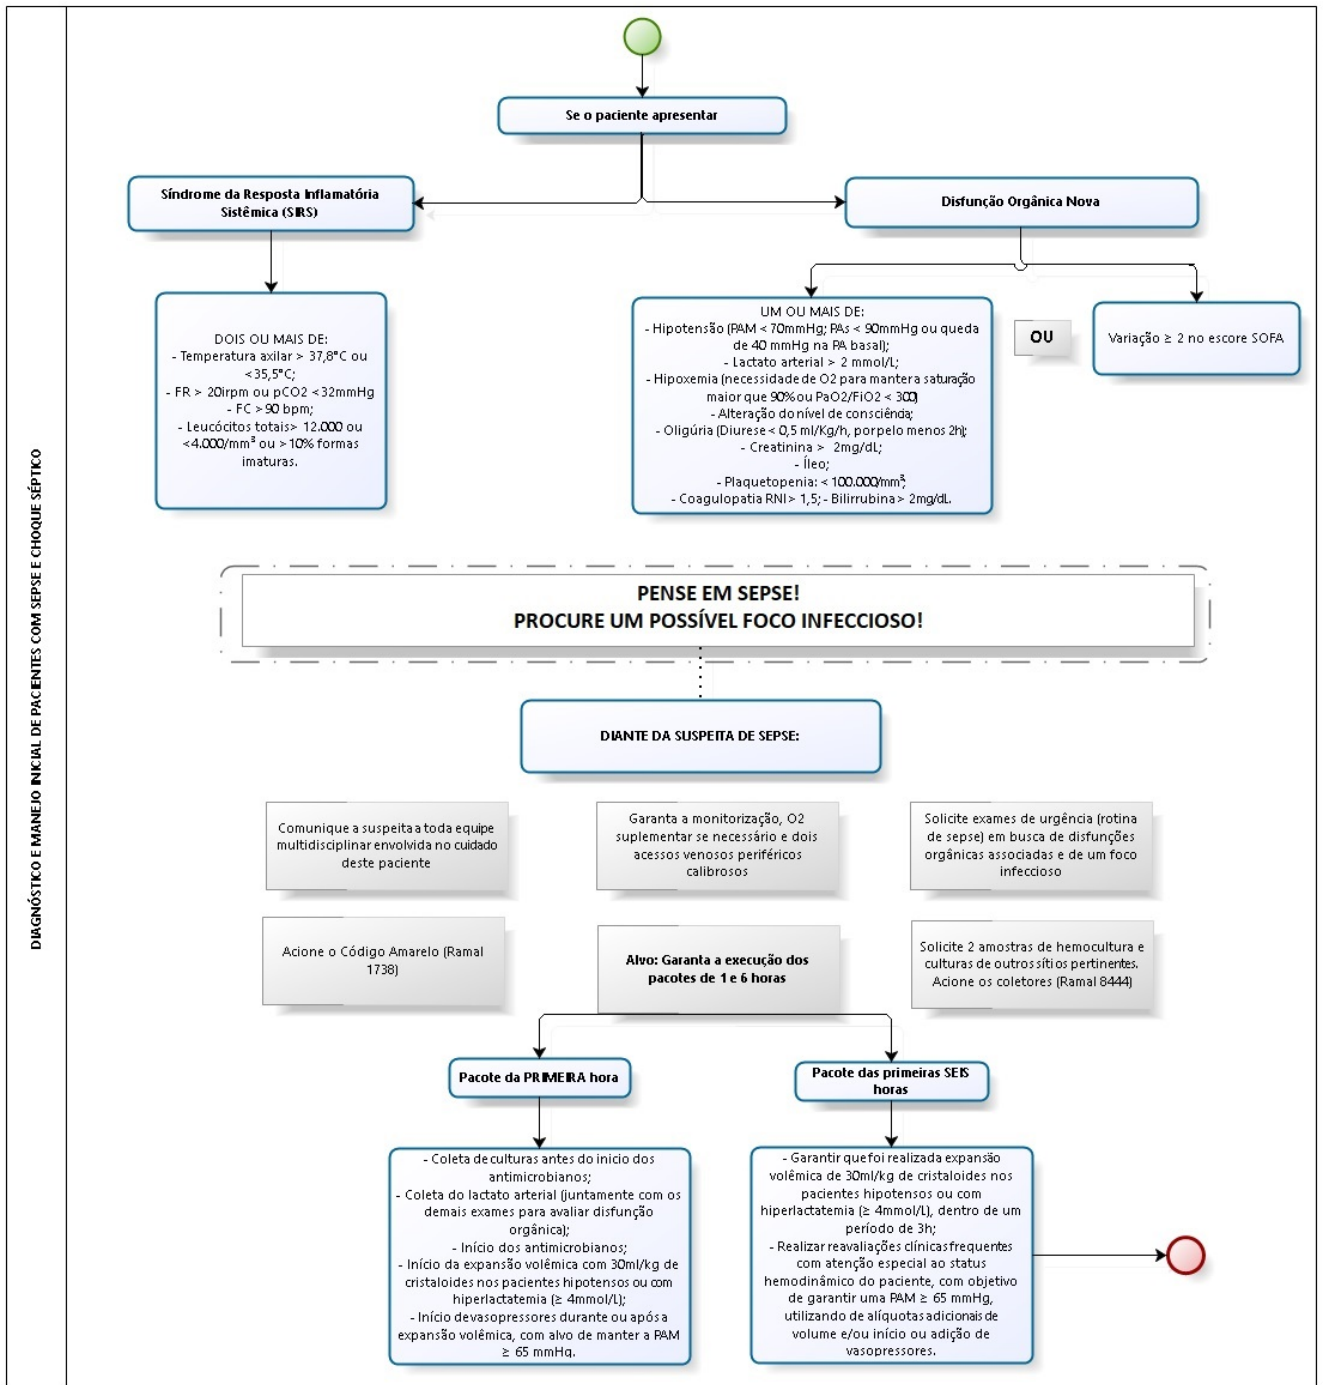 DIAGNÓSTICO E MANEJO INICIAL DE PACIENTES COM SEPSE E CHOQUE SÉPTICO
Se o paciente apresentar
Síndrome da Resposta Inflamatória
Sistêmica (SIRS)
Disfunção Orgânica Nova
DOIS OU MAIS DE:
- Temperatura axilar > 37,8°C ou
<35,5°C;
- FR > 20irpm ou pCO2 <32mmHg
- FC >90 bpm;
- Leucócitos totais> 12.000 ou
<4.000/mm³ ou >10% formas
imaturas.
UM OU MAIS DE:
- Hipotensão (PAM < 70mmHg; PAs < 90mmHg ou queda
de 40 mmHg na PA basal);
- Lactato arterial > 2 mmol/L;
- Hipoxemia (necessidade de O2 para manter a saturação
maior que 90% ou PaO2/FiO2 < 300)
- Alteração do nível de consciência;
- Oligúria (Diurese < 0,5 ml/Kg/h, por pelo menos 2h);
- Creatinina > 2mg/dL;
- Íleo;
- Plaquetopenia: < 100.000/mm³;
- Coagulopatia RNI > 1,5; - Bilirrubina > 2mg/dL.
OU
Variação ≥ 2 no escore SOFA
PENSE EM SEPSE!
PROCURE UM POSSÍVEL FOCO INFECCIOSO!
DIANTE DA SUSPEITA DE SEPSE:
Comunique a suspeita a toda equipe
multidisciplinar envolvida no cuidado
deste paciente
Garanta a monitorização, O2
suplementar se necessário e dois
acessos venosos periféricos
calibrosos
Solicite exames de urgência (rotina
de sepse) em busca de disfunções
orgânicas associadas e de um foco
infeccioso
Acione o Código Amarelo (Ramal
1738)
Alvo: Garanta a execução dos
pacotes de 1 e 6 horas
Solicite 2 amostras de hemocultura e
culturas de outros sítios pertinentes.
Acione os coletores (Ramal 8444)
Pacote da PRIMEIRA hora
Pacote das primeiras SEIS
horas
- Coleta de culturas antes do inicio dos
antimicrobianos;
- Coleta do lactato arterial (juntamente com os
demais exames para avaliar disfunção
orgânica);
- Início dos antimicrobianos;
- Início da expansão volêmica com 30ml/kg de
cristaloides nos pacientes hipotensos ou com
hiperlactatemia (≥ 4mmol/L);
- Início de vasopressores durante ou após a
expansão volêmica, com alvo de manter a PAM
≥ 65 mmHg.
- Garantir que foi realizada expansão
volêmica de 30ml/kg de cristaloides nos
pacientes hipotensos ou com
hiperlactatemia (≥ 4mmol/L), dentro de um
período de 3h;
- Realizar reavaliações clínicas frequentes
com atenção especial ao status
hemodinâmico do paciente, com objetivo
de garantir uma PAM ≥ 65 mmHg,
utilizando de alíquotas adicionais de
volume e/ou início ou adição de
vasopressores.